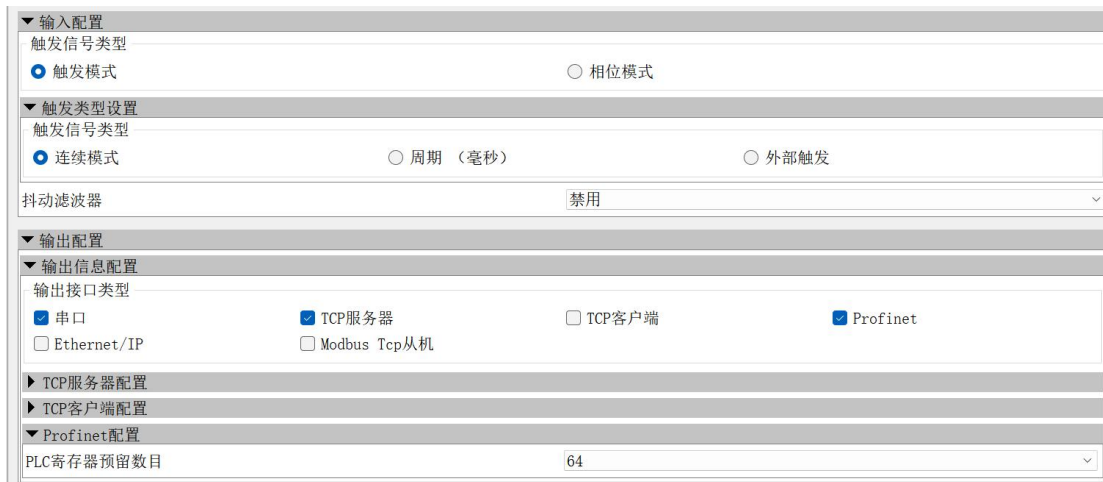 输入配置
触发信号类型
触发模式 相位模式
触发类型设置
触发信号类型
连续模式 周期 （毫秒） 外部触发
抖动滤波器 禁用
输出配置
输出信息配置
输出接口类型
串口 TCP服务器 TCP客户端 Profinet
Ethernet/IP Modbus Tcp从机
TCP服务器配置
TCP客户端配置
Profinet配置
PLC寄存器预留数目 64